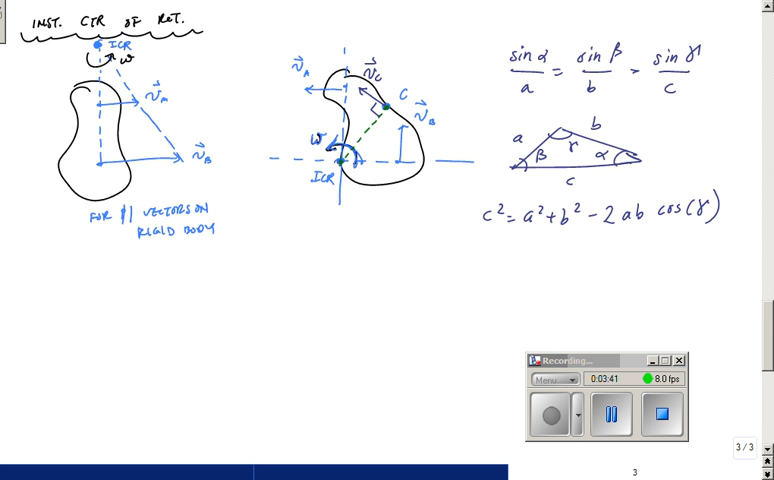 INST. CTR OF ROT.
ICR
ω
v_A
v_B
FOR || VECTORS ON
RIGID BODY
v_A
v_C
C
v_B
ω
ICR
sin α / a = sin β / b = sin γ / c
a
b
β
γ
α
c
c² = a² + b² - 2ab cos(γ)
Recording...
Menu
0:03:41
8.0 fps
3 / 3
3